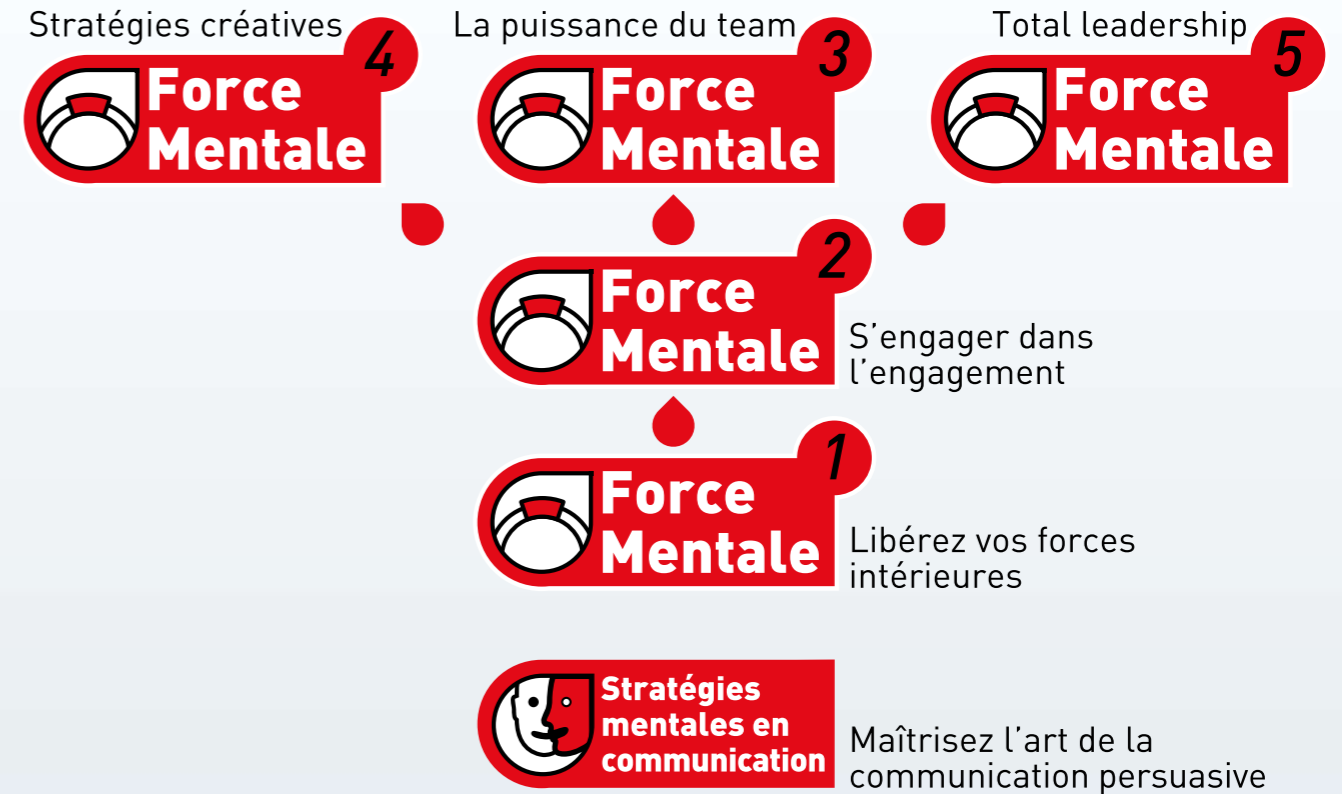 Stratégies créatives
4
Force
Mentale
La puissance du team
3
Force
Mentale
Total leadership
5
Force
Mentale
2
Force
Mentale
S’engager dans
l’engagement
1
Force
Mentale
Libérez vos forces
intérieures
Stratégies
mentales en
communication
Maîtrisez l’art de la
communication persuasive